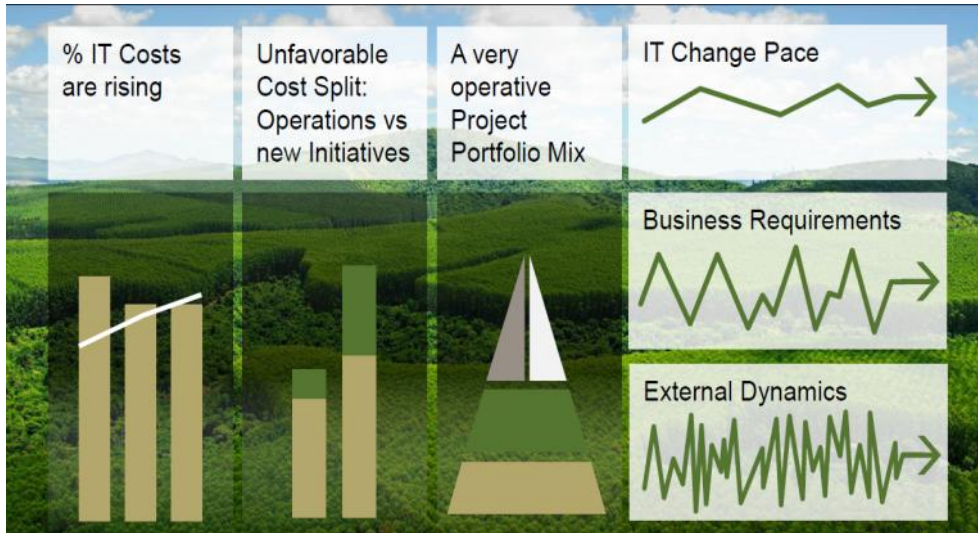 % IT Costs
are rising
Unfavorable
Cost Split:
Operations vs
new Initiatives
A very
operative
Project
Portfolio Mix
IT Change Pace
Business Requirements
External Dynamics